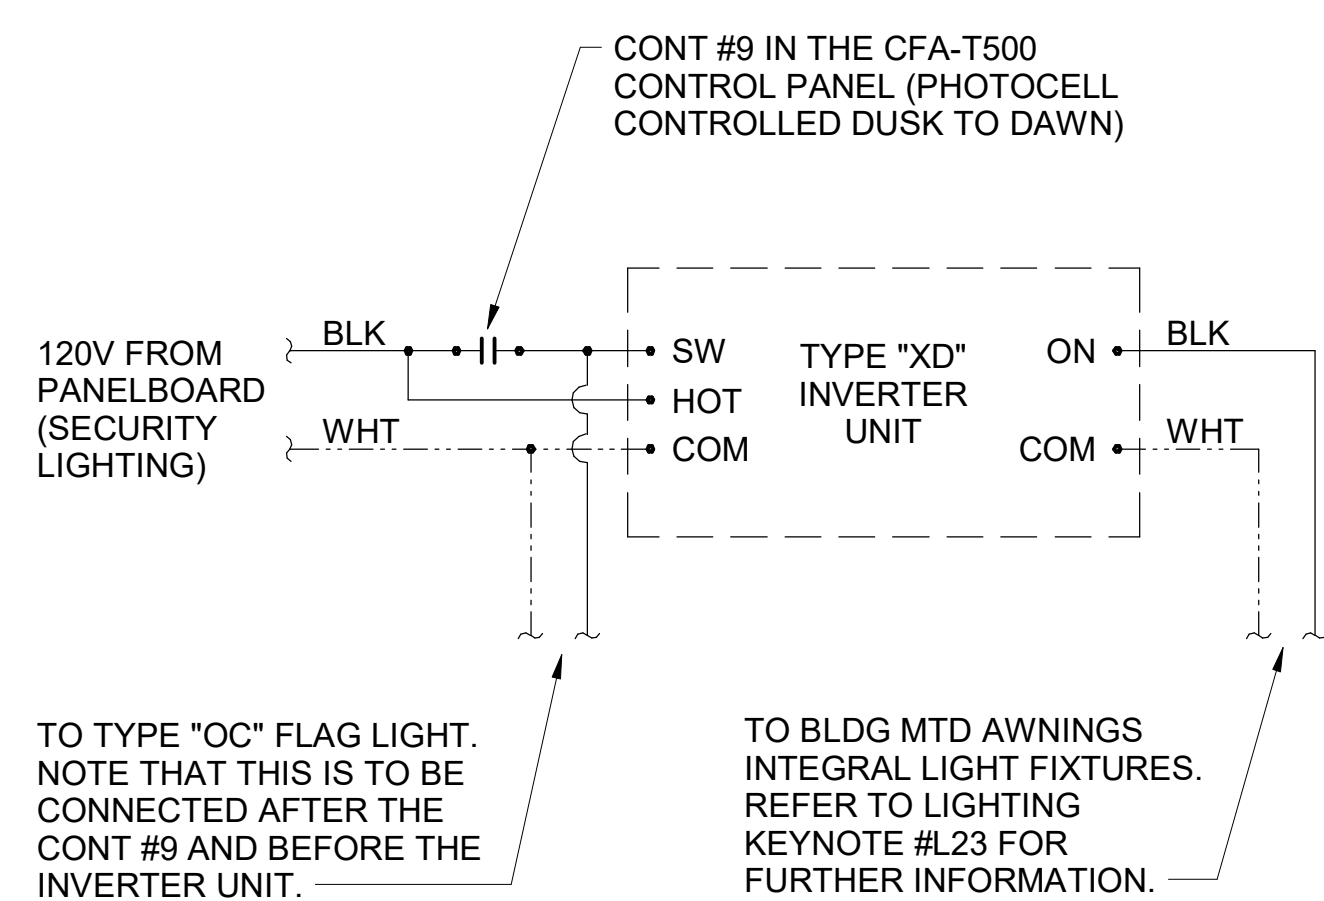 CONT #9 IN THE CFA-T500
CONTROL PANEL (PHOTOCELL
CONTROLLED DUSK TO DAWN)
120V FROM
PANELBOARD
(SECURITY
LIGHTING)
BLK
WHT
SW
HOT
COM
TYPE "XD"
INVERTER
UNIT
ON
COM
BLK
WHT
TO TYPE "OC" FLAG LIGHT.
NOTE THAT THIS IS TO BE
CONNECTED AFTER THE
CONT #9 AND BEFORE THE
INVERTER UNIT.
TO BLDG MTD AWNINGS
INTEGRAL LIGHT FIXTURES.
REFER TO LIGHTING
KEYNOTE #L23 FOR
FURTHER INFORMATION.